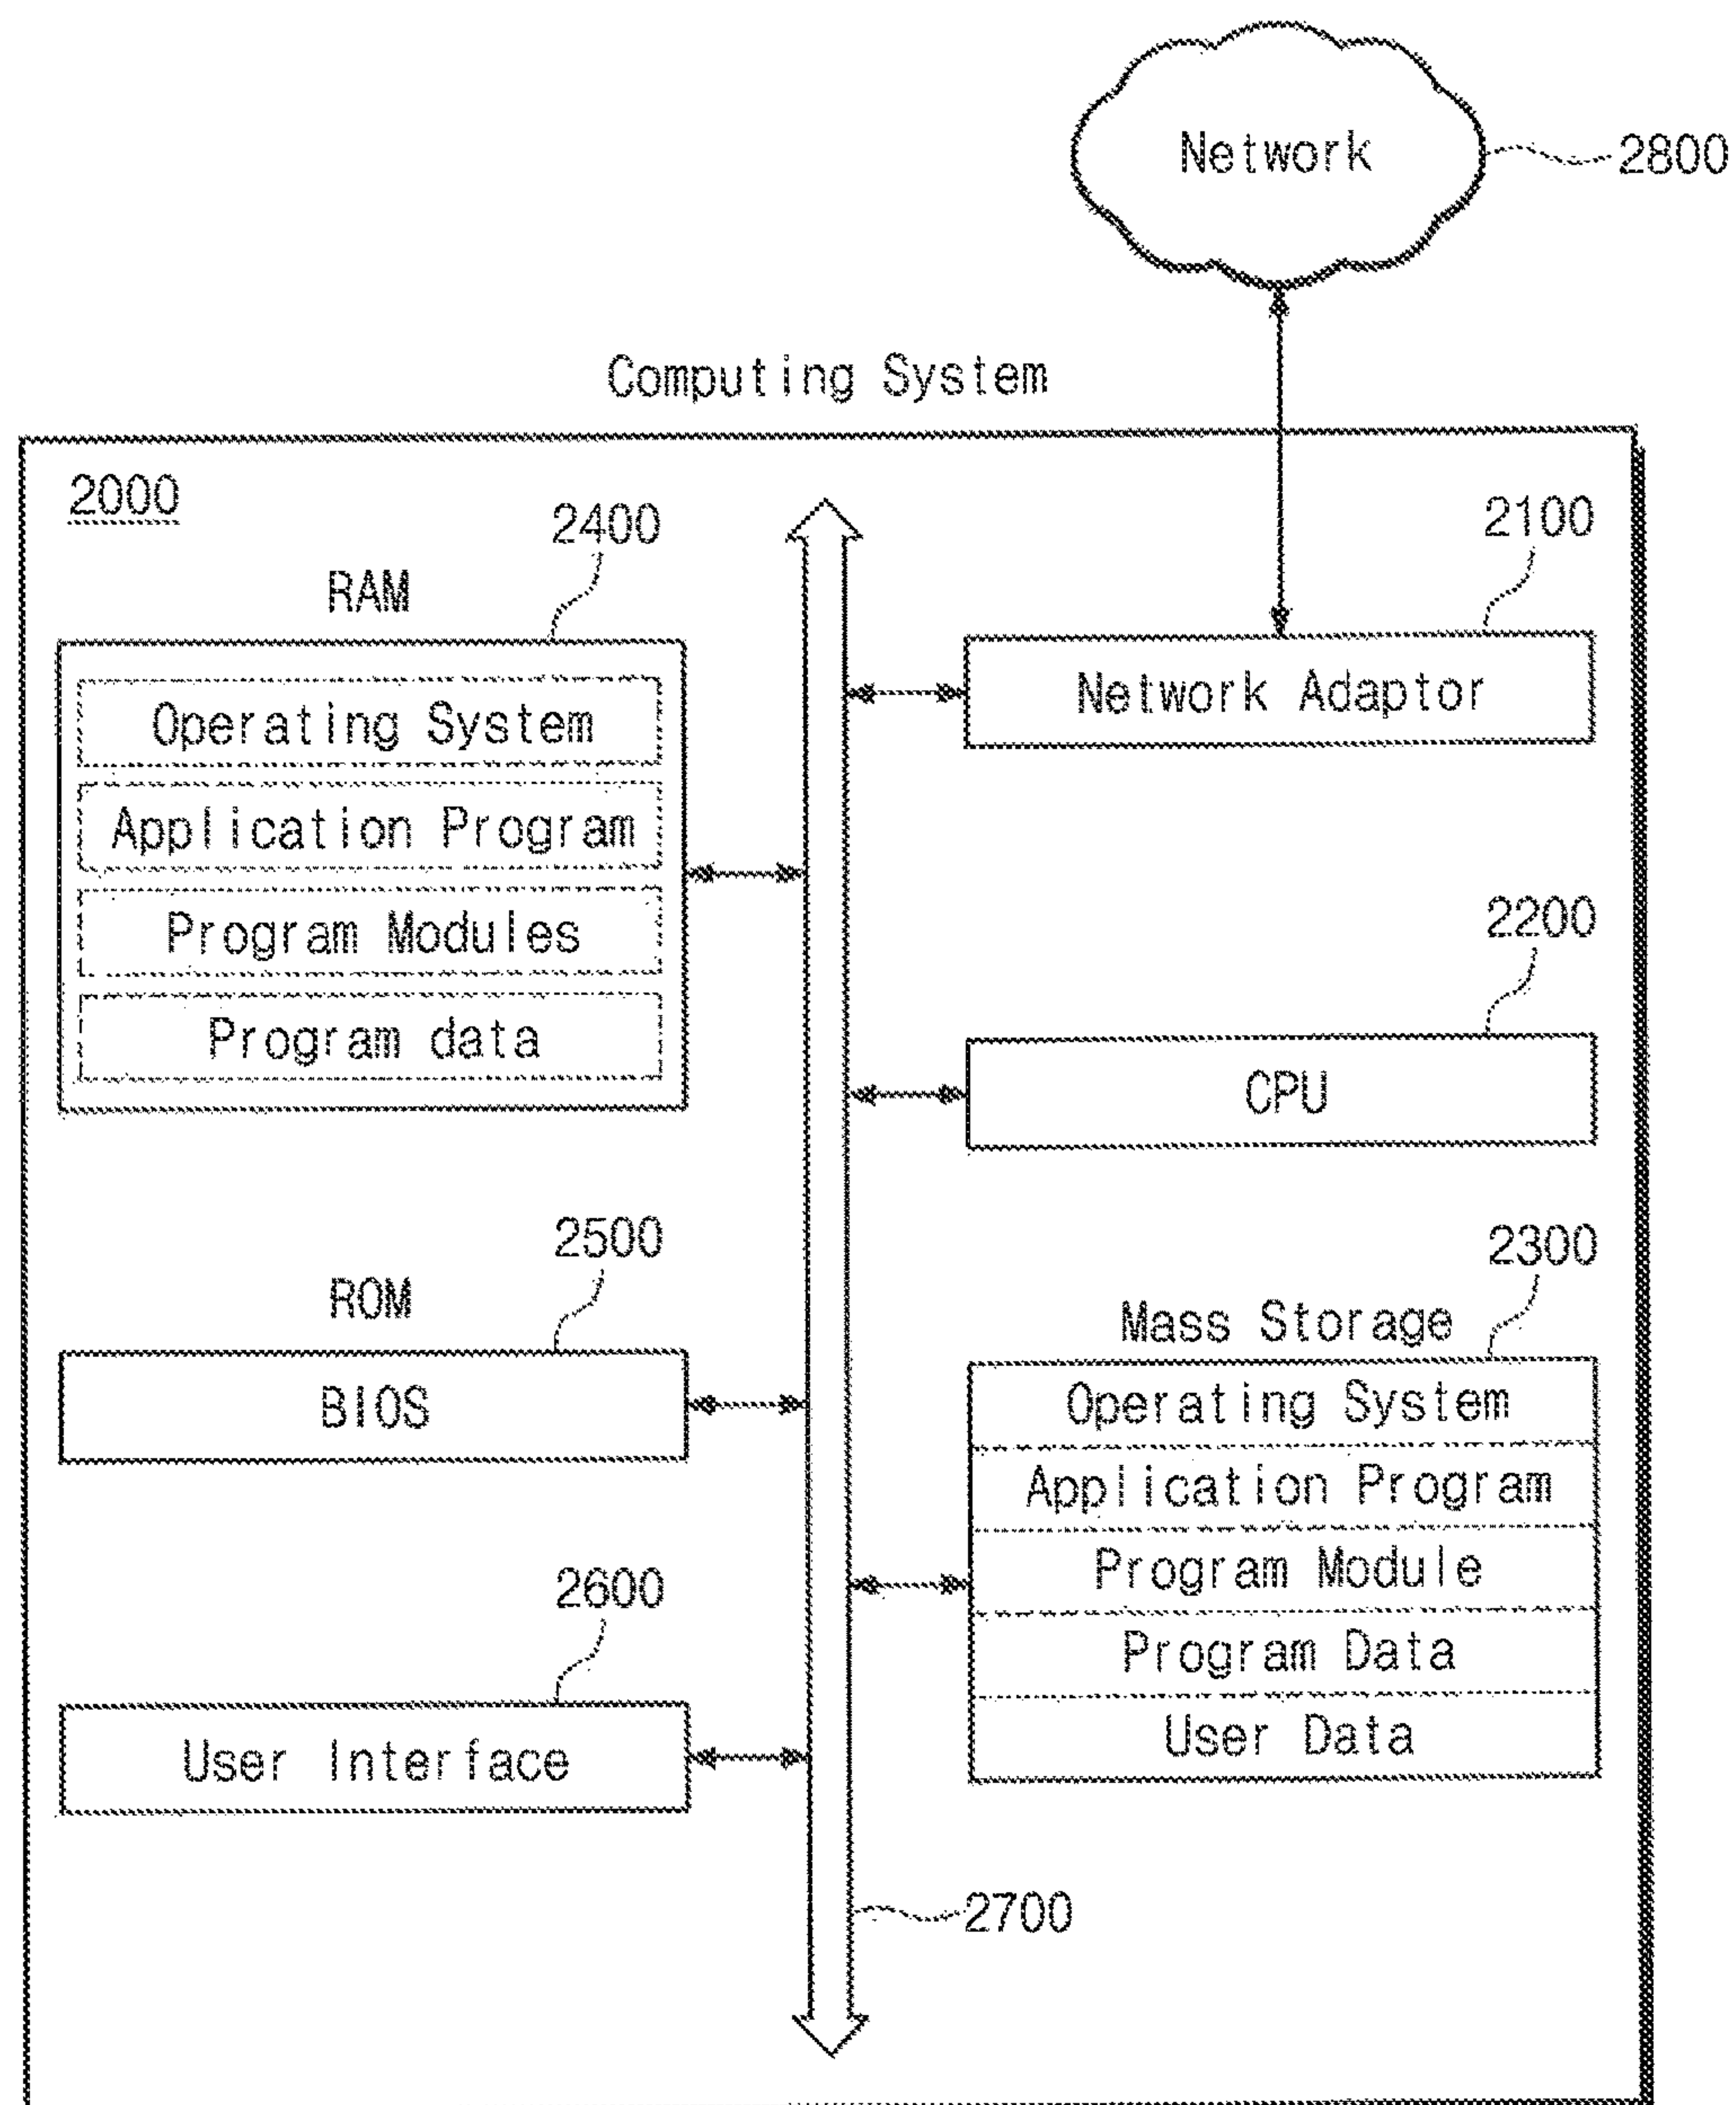 Network
2800
Computing System
2000
2400
RAM
Operating System
Application Program
Program Modules
Program data
2100
Network Adaptor
2200
CPU
2500
ROM
BIOS
2300
Mass Storage
Operating System
Application Program
Program Module
Program Data
User Data
2600
User Interface
2700